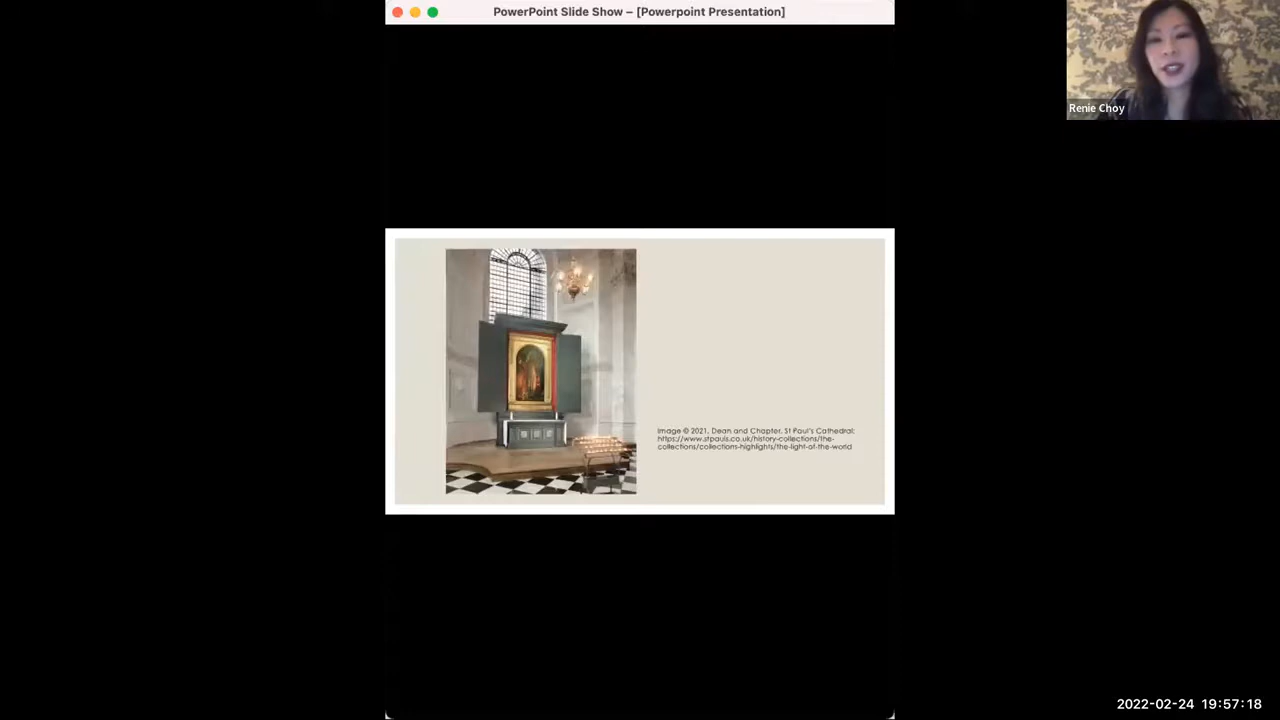 PowerPoint Slide Show – [Powerpoint Presentation]
Renie Choy
Image © 2021, Dean and Chapter, St Paul's Cathedral:
https://www.stpauls.co.uk/history-collections/the-
collections/collections-highlights/the-light-of-the-world
2022-02-24 19:57:18